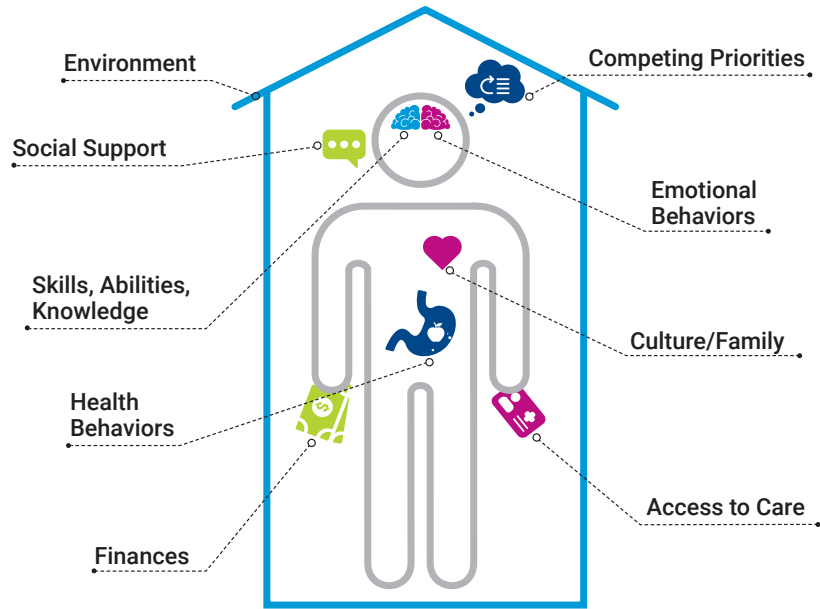 Environment
Competing Priorities
Social Support
Emotional
Behaviors
Skills, Abilities,
Knowledge
Culture/Family
Health
Behaviors
$
Access to Care
Finances